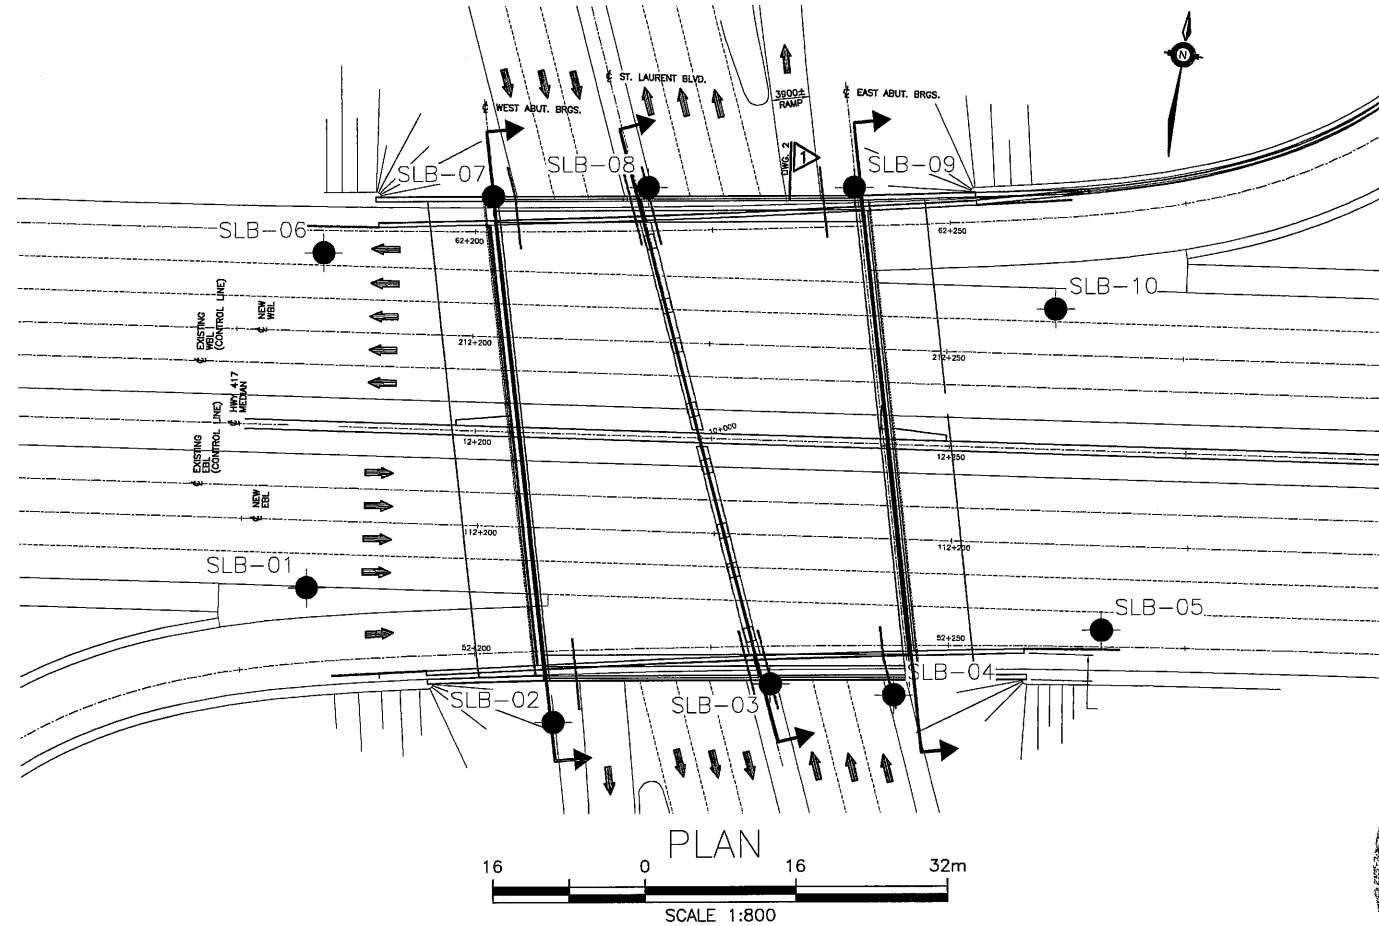 N
℄ ST. LAURENT BLVD.
℄ WEST ABUT. BRGS.
3900±
RAMP
℄ EAST ABUT. BRGS.
DWG. 2
1
SLB-07
SLB-08
SLB-09
SLB-06
62+200
62+250
SLB-10
℄ EXISTING
WBL
(CONTROL LINE)
℄ NEW
WBL
212+200
212+250
℄ HWY 417
MEDIAN
10+000
12+200
12+250
℄ EXISTING
EBL
(CONTROL LINE)
℄ NEW
EBL
112+200
112+200
SLB-01
SLB-05
52+200
52+250
SLB-02
SLB-03
SLB-04
PLAN
16 0 16 32m
SCALE 1:800